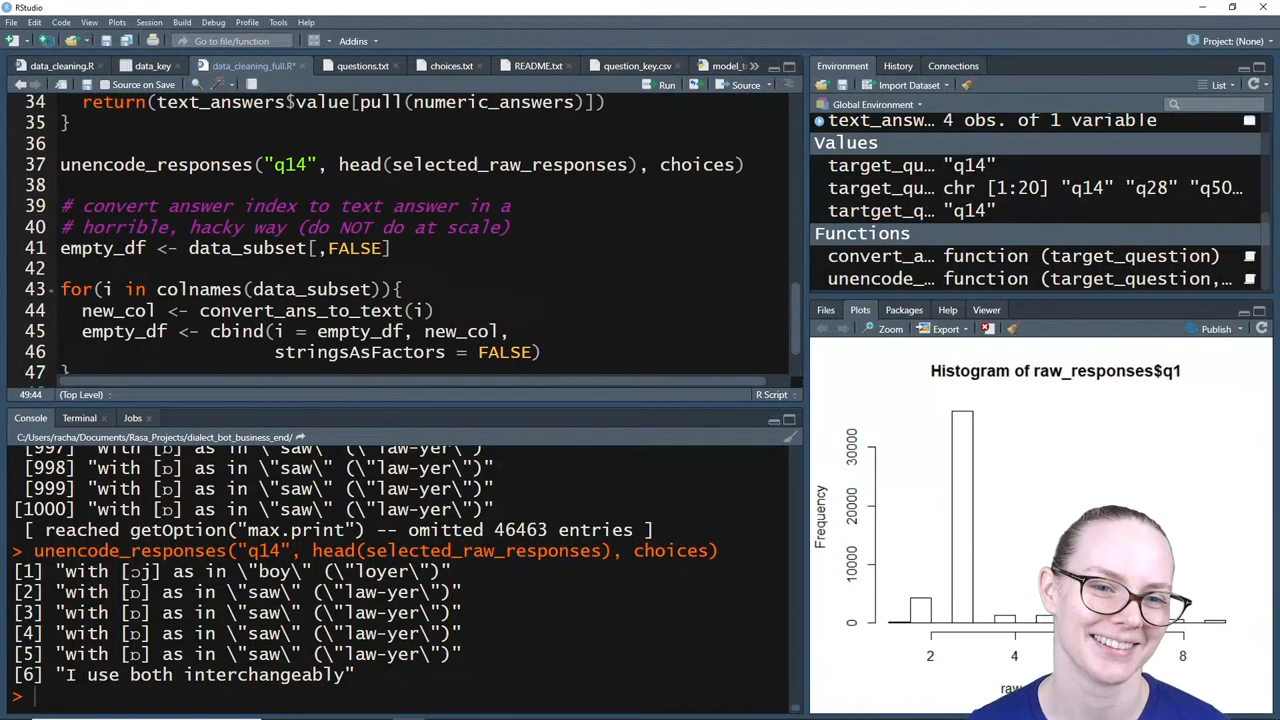 RStudio
File Edit Code View Plots Session Build Debug Profile Tools Help
Go to file/function Addins Project: (None)
data_cleaning.R data_key data_cleaning_full.R* questions.txt choices.txt README.txt question_key.csv model_t
Source on Save Run Source
34 return(text_answers$value[pull(numeric_answers)])
35 }
36
37 unencode_responses("q14", head(selected_raw_responses), choices)
38
39 # convert answer index to text answer in a
40 # horrible, hacky way (do NOT do at scale)
41 empty_df <- data_subset[,FALSE]
42
43 for(i in colnames(data_subset)){
44 new_col <- convert_ans_to_text(i)
45 empty_df <- cbind(i = empty_df, new_col,
46 stringsAsFactors = FALSE)
47 }
49:44 (Top Level) R Script
Console Terminal Jobs
C:/Users/racha/Documents/Rasa_Projects/dialect_bot_business_end/
[997] "with [ɒ] as in \"saw\" (\"law-yer\")"
[998] "with [ɒ] as in \"saw\" (\"law-yer\")"
[999] "with [ɒ] as in \"saw\" (\"law-yer\")"
[1000] "with [ɒ] as in \"saw\" (\"law-yer\")"
[ reached getOption("max.print") -- omitted 46463 entries ]
> unencode_responses("q14", head(selected_raw_responses), choices)
[1] "with [ɔj] as in \"boy\" (\"loyer\")"
[2] "with [ɒ] as in \"saw\" (\"law-yer\")"
[3] "with [ɒ] as in \"saw\" (\"law-yer\")"
[4] "with [ɒ] as in \"saw\" (\"law-yer\")"
[5] "with [ɒ] as in \"saw\" (\"law-yer\")"
[6] "I use both interchangeably"
>
Environment History Connections
Import Dataset List
Global Environment
text_answ… 4 obs. of 1 variable
Values
target_qu… "q14"
target_qu… chr [1:20] "q14" "q28" "q50…
tartget_q… "q14"
Functions
convert_a… function (target_question)
unencode_… function (target_question,…
Files Plots Packages Help Viewer
Zoom Export Publish
Histogram of raw_responses$q1
Frequency
30000
20000
10000
0
2 4 8
raw